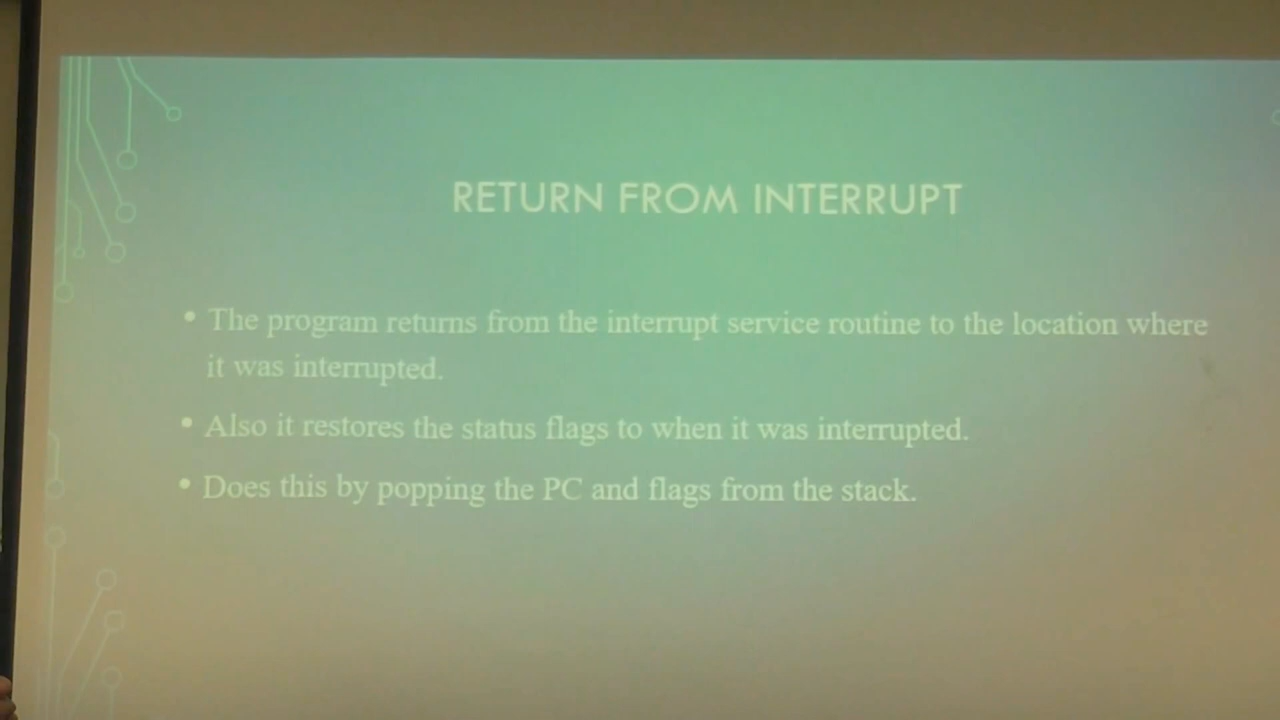 RETURN FROM INTERRUPT
• The program returns from the interrupt service routine to the location where
it was interrupted.
• Also it restores the status flags to when it was interrupted.
• Does this by popping the PC and flags from the stack.